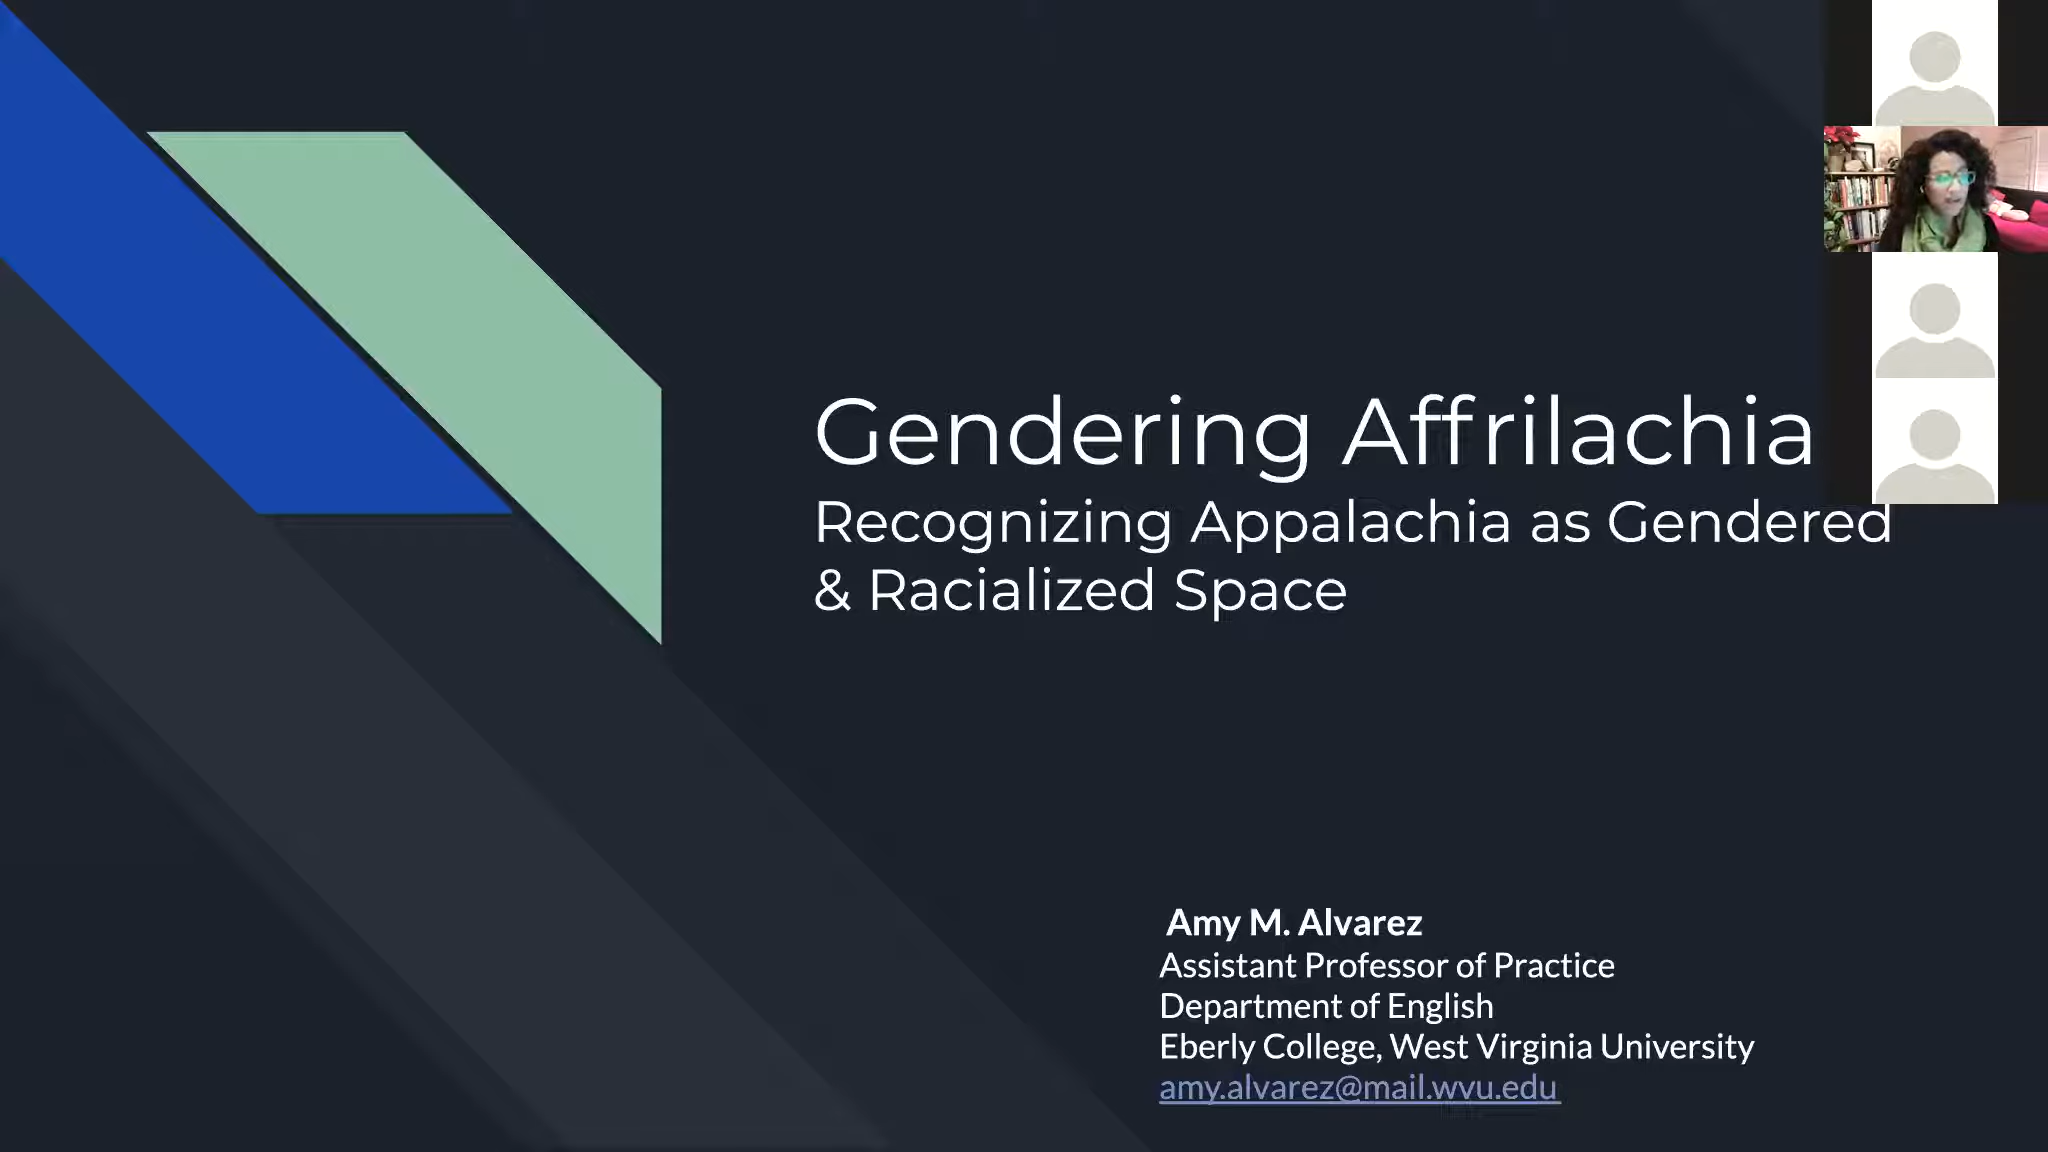 Gendering Affrilachia
Recognizing Appalachia as Gendered
& Racialized Space
Amy M. Alvarez
Assistant Professor of Practice
Department of English
Eberly College, West Virginia University
amy.alvarez@mail.wvu.edu